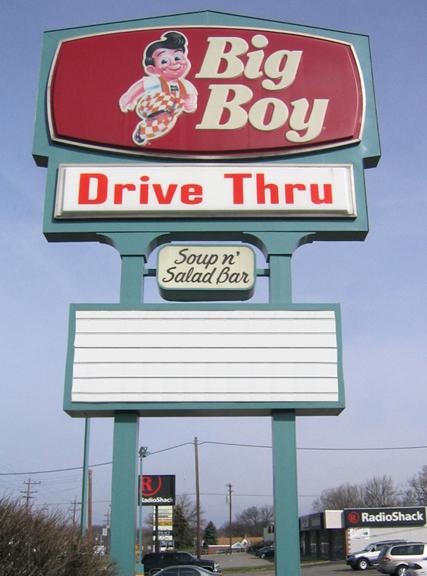 Big
Boy
Drive Thru
Soup n'
Salad Bar
R
RadioShack
R RadioShack